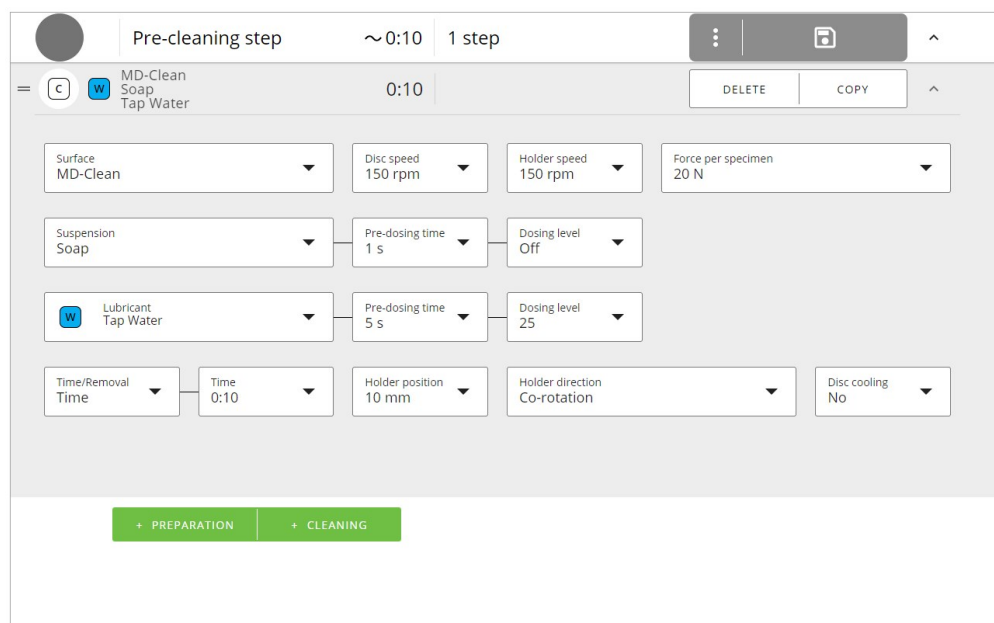 Pre-cleaning step ~0:10 1 step
C W MD-Clean
Soap
Tap Water
0:10 DELETE COPY
Surface Disc speed Holder speed Force per specimen
MD-Clean 150 rpm 150 rpm 20 N
Suspension Pre-dosing time Dosing level
Soap 1 s Off
W Lubricant Pre-dosing time Dosing level
Tap Water 5 s 25
Time/Removal Time Holder position Holder direction Disc cooling
Time 0:10 10 mm Co-rotation No
+ PREPARATION + CLEANING